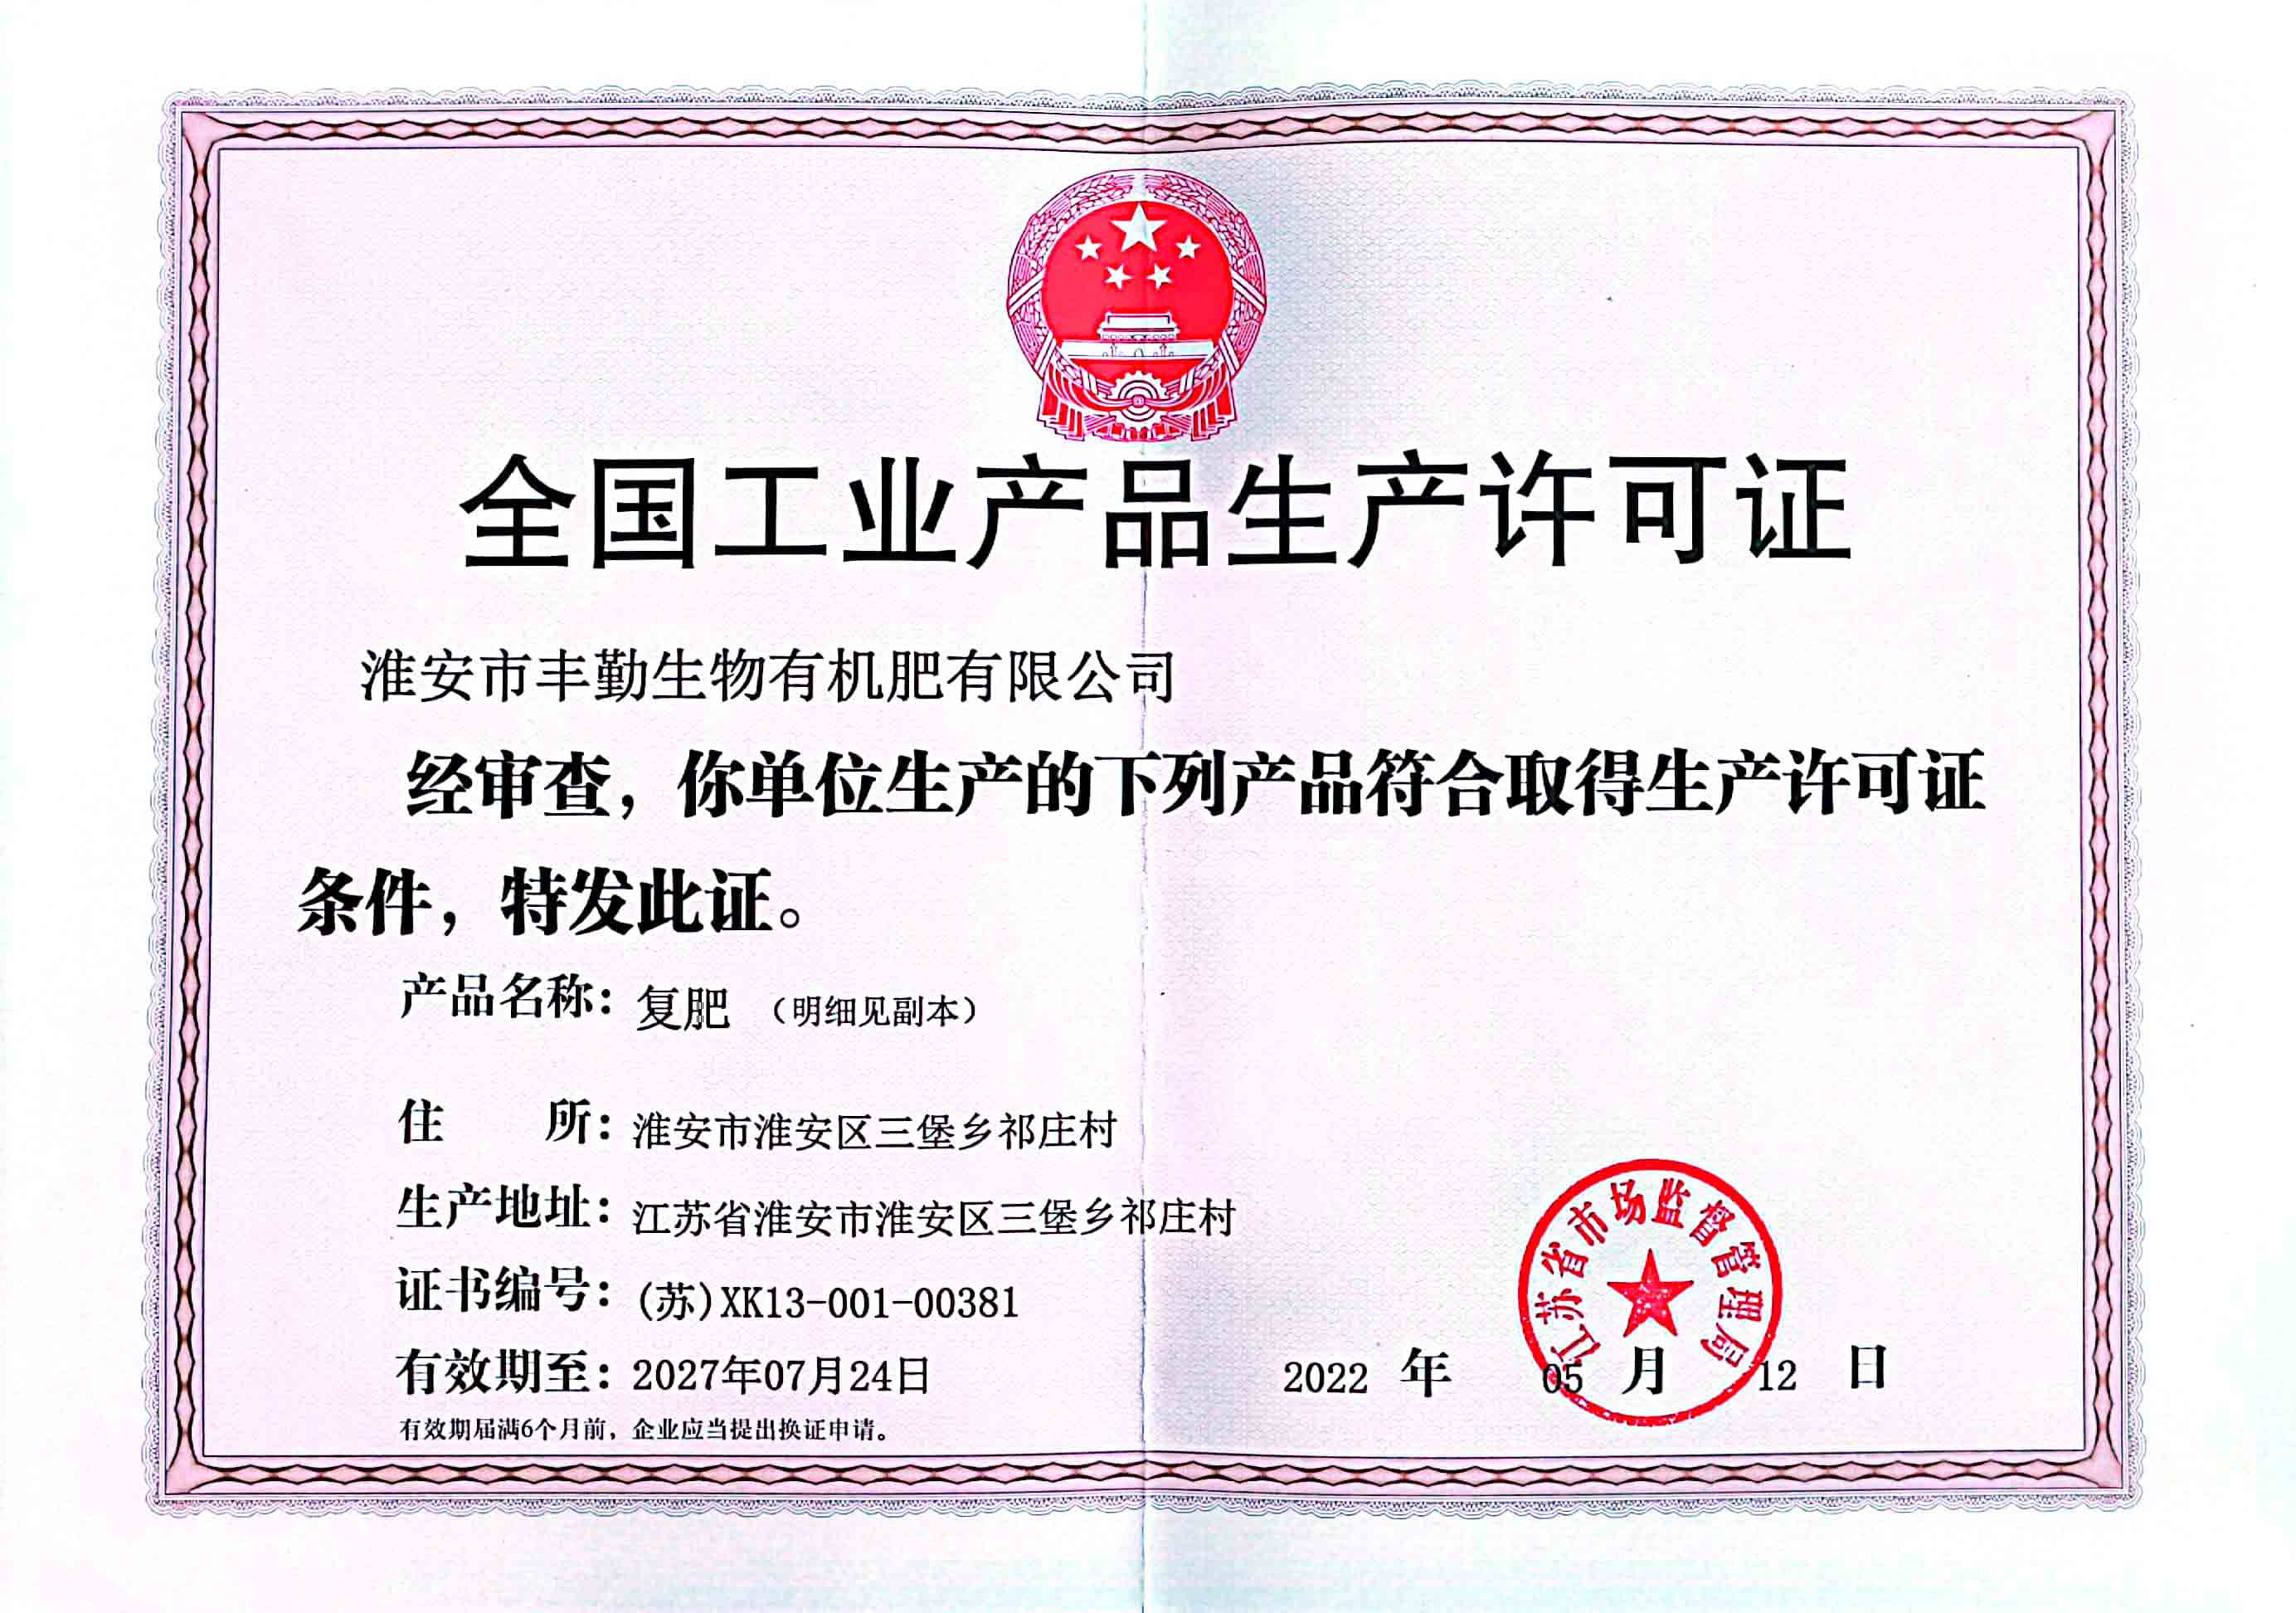 全国工业产品生产许可证
淮安市丰勤生物有机肥有限公司
经审查，你单位生产的下列产品符合取得生产许可证
条件，特发此证。
产品名称：复肥 （明细见副本）
住 所：淮安市淮安区三堡乡祁庄村
生产地址：江苏省淮安市淮安区三堡乡祁庄村
证书编号：(苏)XK13-001-00381
有效期至：2027年07月24日
有效期届满6个月前，企业应当提出换证申请。
江苏省市场监督管理局
2022 年 05 月 12 日